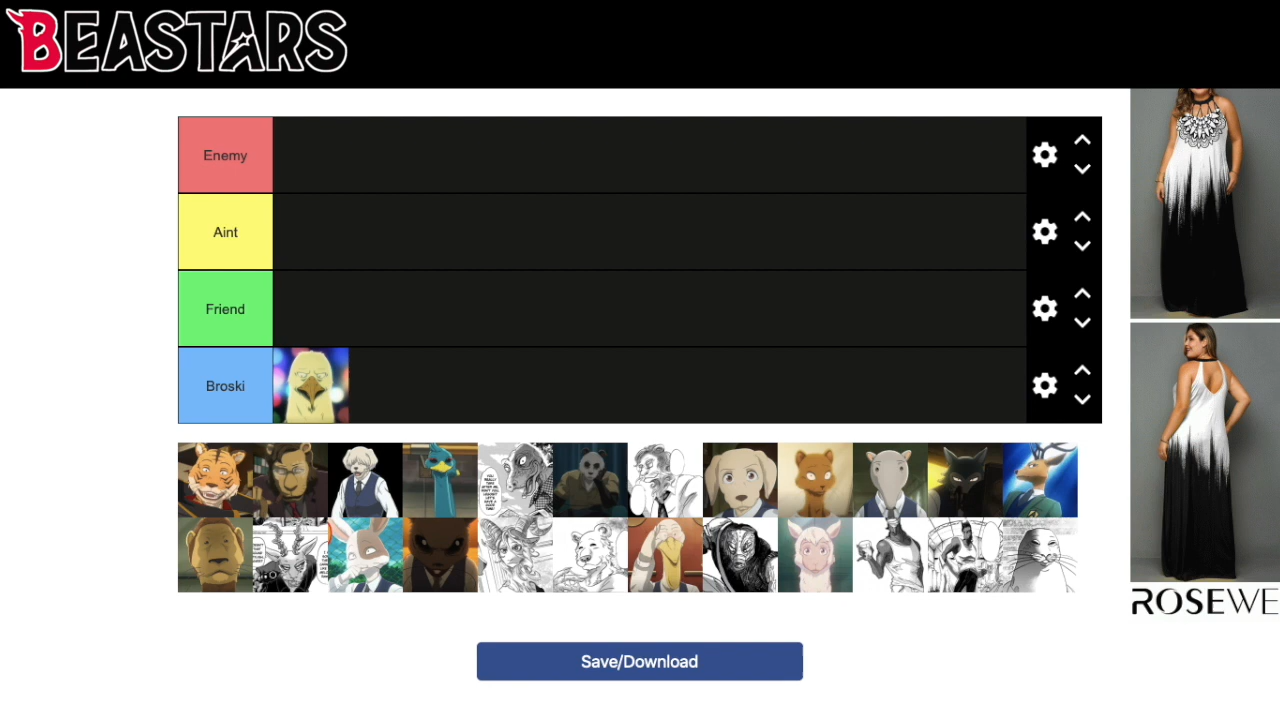 BEASTARS
Enemy
Aint
Friend
Broski
ROSEWE
Save/Download